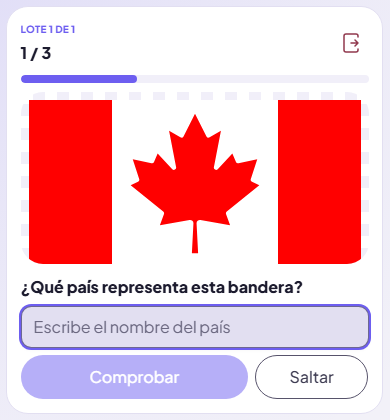 LOTE 1 DE 1
1 / 3
¿Qué país representa esta bandera?
Escribe el nombre del país
Comprobar
Saltar